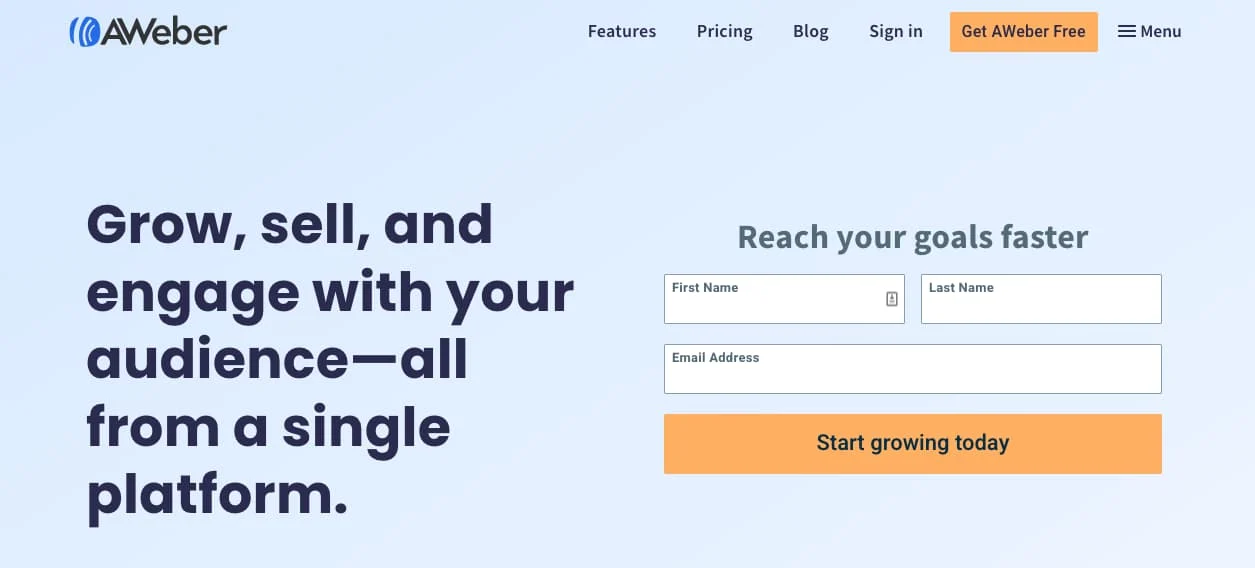 AWeber
Features
Pricing
Blog
Sign in
Get AWeber Free
Menu
Grow, sell, and
engage with your
audience—all
from a single
platform.
Reach your goals faster
First Name
Last Name
Email Address
Start growing today